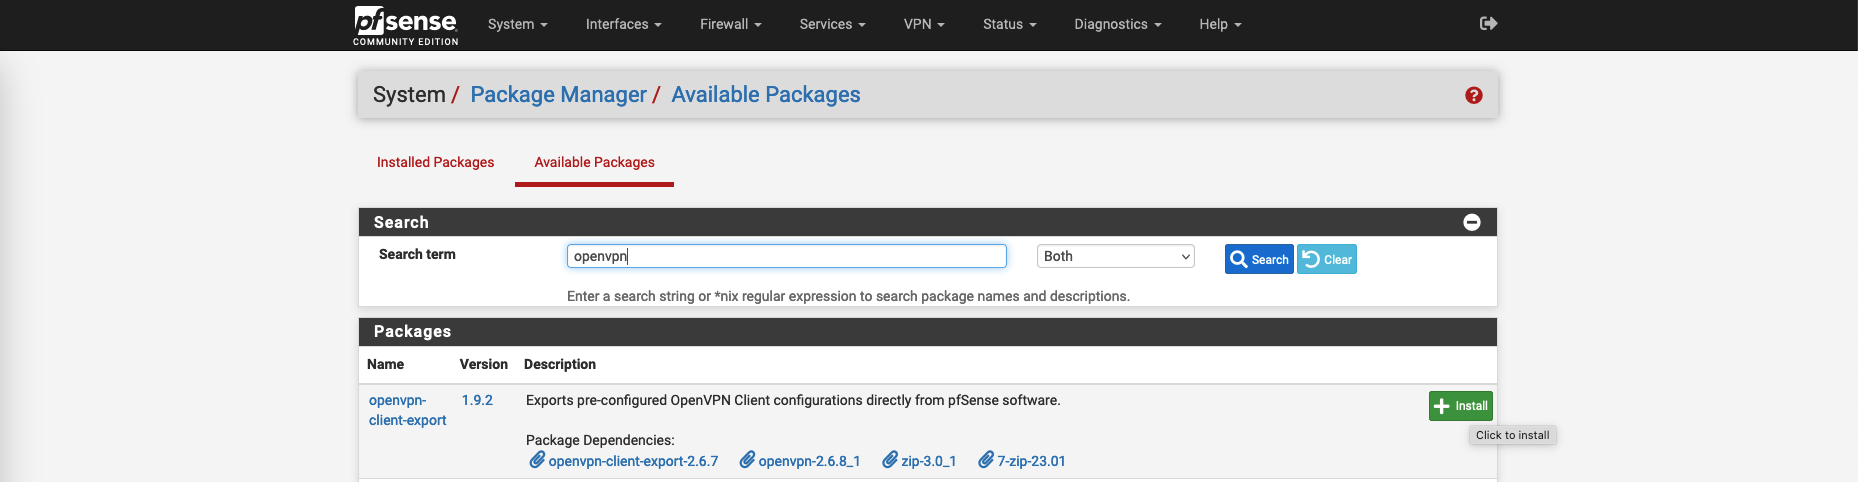 pfsense System Interfaces Firewall Services VPN Status Diagnostics Help
COMMUNITY EDITION
System / Package Manager / Available Packages
Installed Packages Available Packages
Search
Search term openvpn Both Search Clear
Enter a search string or *nix regular expression to search package names and descriptions.
Packages
Name Version Description
openvpn- 1.9.2 Exports pre-configured OpenVPN Client configurations directly from pfSense software. Install
client-export
Click to install
Package Dependencies:
openvpn-client-export-2.6.7 openvpn-2.6.8_1 zip-3.0_1 7-zip-23.01